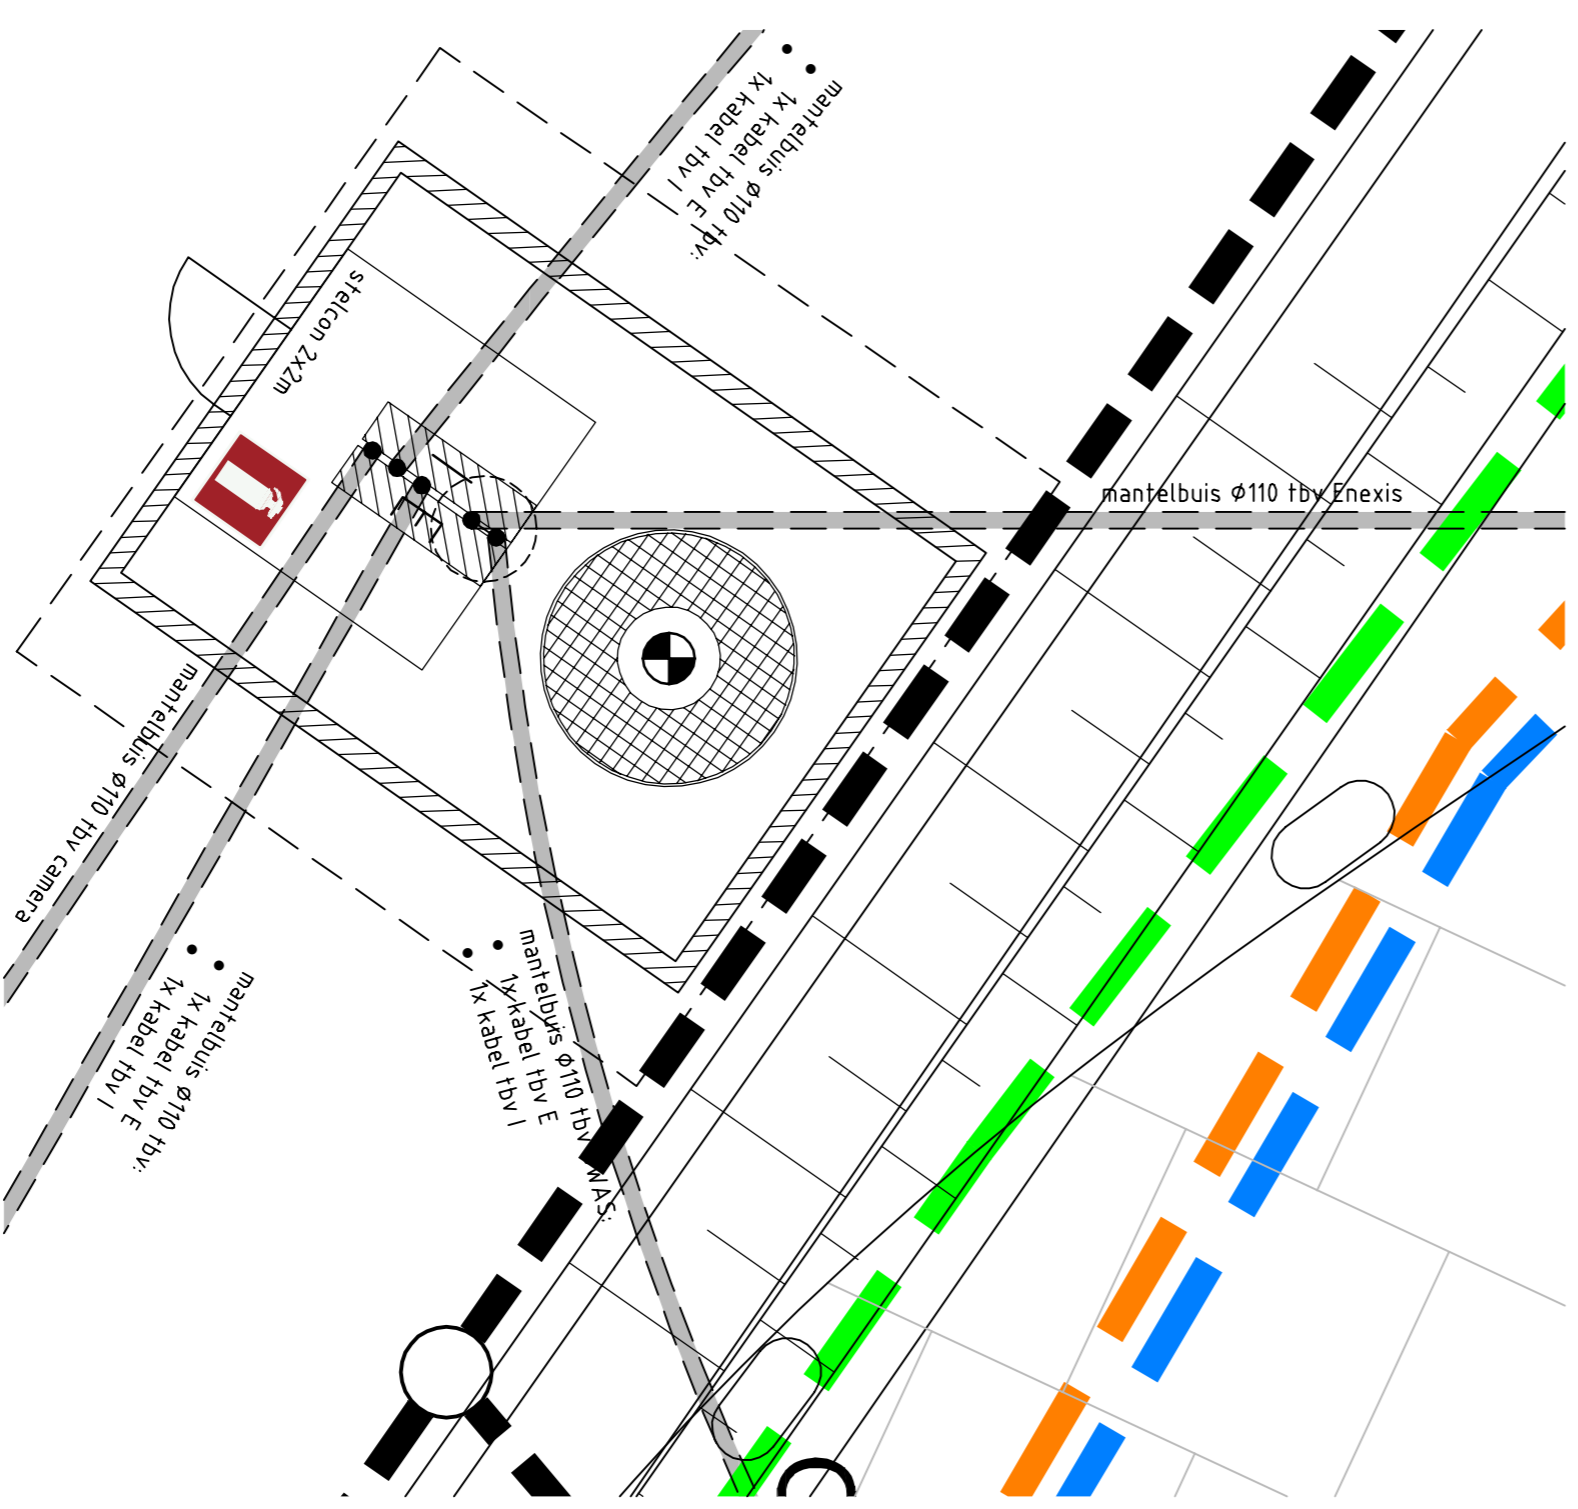 mantelbuis Ø110 tbv:
• 1x kabel tbv E
• 1x kabel tbv I
stelcon 2x2m
mantelbuis Ø110 tbv Enexis
mantelbuis Ø110 tbv camera
mantelbuis Ø110 tbv:
• 1x kabel tbv E
• 1x kabel tbv I
mantelbuis Ø110 tbv WAS:
• 1x kabel tbv E
• 1x kabel tbv I